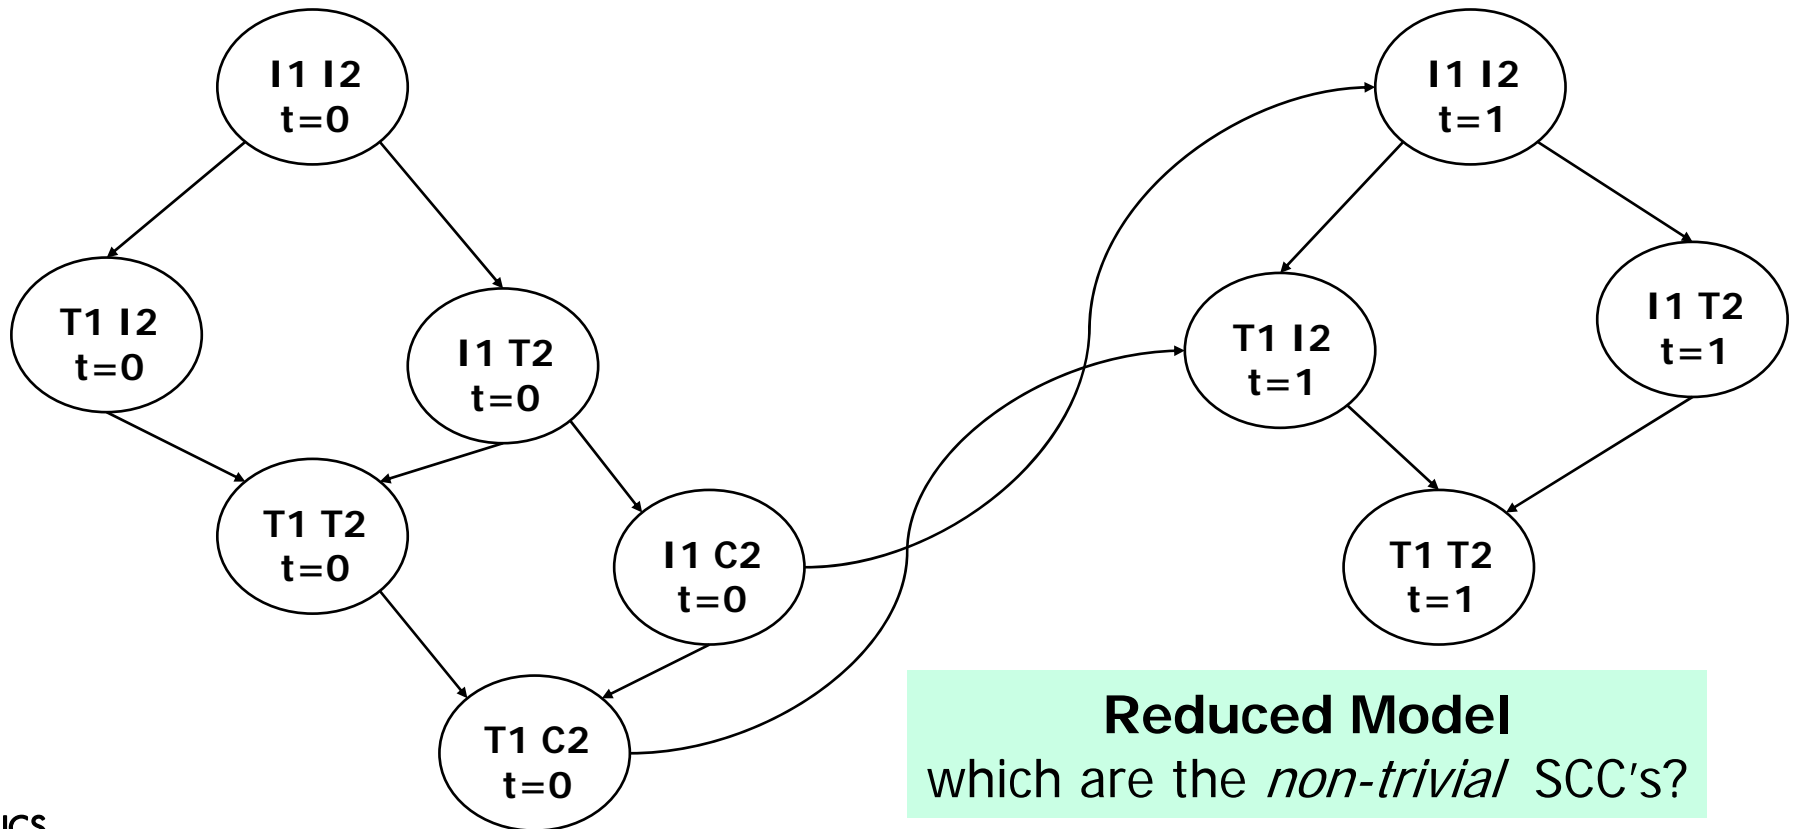 I1 I2
t=0
I1 I2
t=1
T1 I2
t=0
I1 T2
t=0
T1 I2
t=1
I1 T2
t=1
T1 T2
t=0
I1 C2
t=0
T1 T2
t=1
T1 C2
t=0
Reduced Model
which are the non-trivial SCC's?